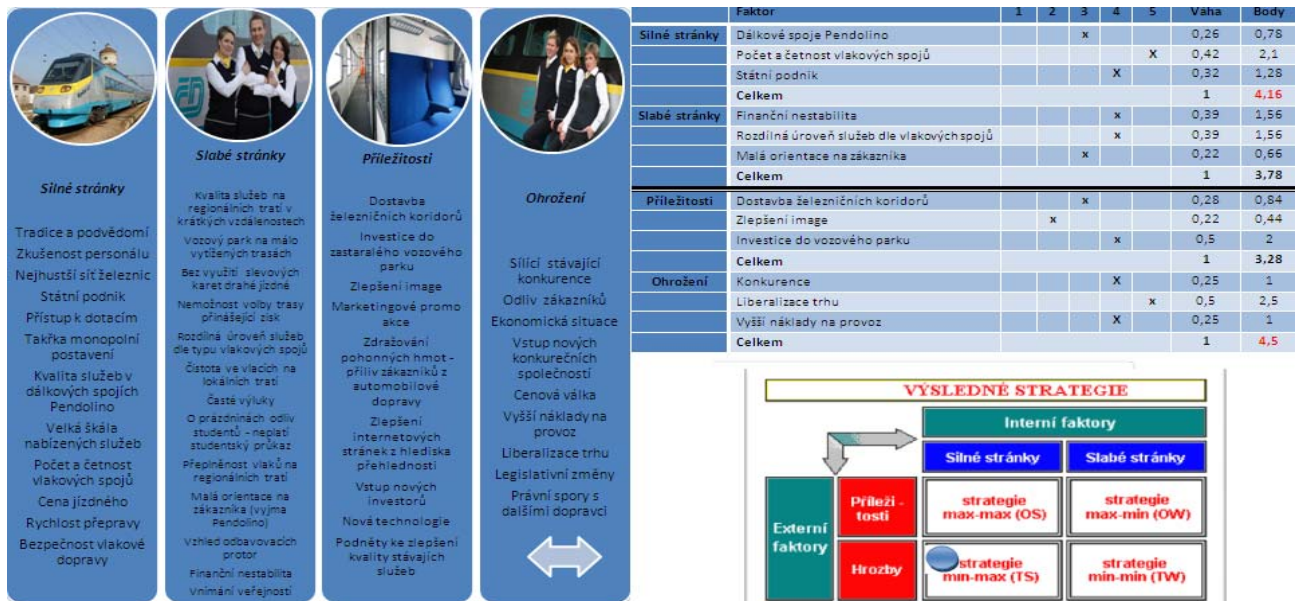 Silné stránky
Tradice a podvědomí
Zkušenost personálu
Nejhustší síť železnic
Státní podnik
Přístup k dotacím
Takřka monopolní
postavení
Kvalita služeb v
dálkových spojích
Pendolino
Velká škála
nabízených služeb
Počet a četnost
vlakových spojů
Cena jízdného
Rychlost přepravy
Bezpečnost vlakové
dopravy
Slabé stránky
Kvalita služeb na
regionálních tratí v
krátkých vzdálenostech
Vozový park na málo
vytížených trasách
Bez využití slevových
karet drahé jízdné
Nemožnost volby trasy
přinášející zisk
Rozdílná úroveň služeb
dle typu vlakových spojů
Čistota ve vlacích na
lokálních tratí
Časté výluky
O prázdninách odliv
studentů - neplatí
studentský průkaz
Přeplněnost vlaků na
regionálních tratí
Malá orientace na
zákazníka (vyjma
Pendolino)
Vzhled odbavovacích
protor
Finanční nestabilita
Vnímání veřejností
Příležitosti
Dostavba
železničních koridorů
Investice do
zastaralého vozového
parku
Zlepšení image
Marketingové promo
akce
Zdražování
pohonných hmot -
příliv zákazníků z
automobilové
dopravy
Zlepšení
internetových
stránek z hlediska
přehlednosti
Vstup nových
investorů
Nová technologie
Podněty ke zlepšení
kvality stávajích
služeb
Ohrožení
Sílící stávající
konkurence
Odliv zákazníků
Ekonomická situace
Vstup nových
konkurečních
společností
Cenová válka
Vyšší náklady na
provoz
Liberalizace trhu
Legislativní změny
Právní spory s
dalšími dopravci
Faktor 1 2 3 4 5 Váha Body
Silné stránky Dálkové spoje Pendolino x 0,26 0,78
Počet a četnost vlakových spojů X 0,42 2,1
Státní podnik X 0,32 1,28
Celkem 1 4,16
Slabé stránky Finanční nestabilita x 0,39 1,56
Rozdílná úroveň služeb dle vlakových spojů x 0,39 1,56
Malá orientace na zákazníka x 0,22 0,66
Celkem 1 3,78
Příležitosti Dostavba železničních koridorů x 0,28 0,84
Zlepšení image x 0,22 0,44
Investice do vozového parku x 0,5 2
Celkem 1 3,28
Ohrožení Konkurence X 0,25 1
Liberalizace trhu x 0,5 2,5
Vyšší náklady na provoz X 0,25 1
Celkem 1 4,5
VÝSLEDNÉ STRATEGIE
Interní faktory
Silné stránky Slabé stránky
Externí
faktory
Příleži -
tosti
strategie
max-max (OS)
strategie
max-min (OW)
Hrozby
strategie
min-max (TS)
strategie
min-min (TW)